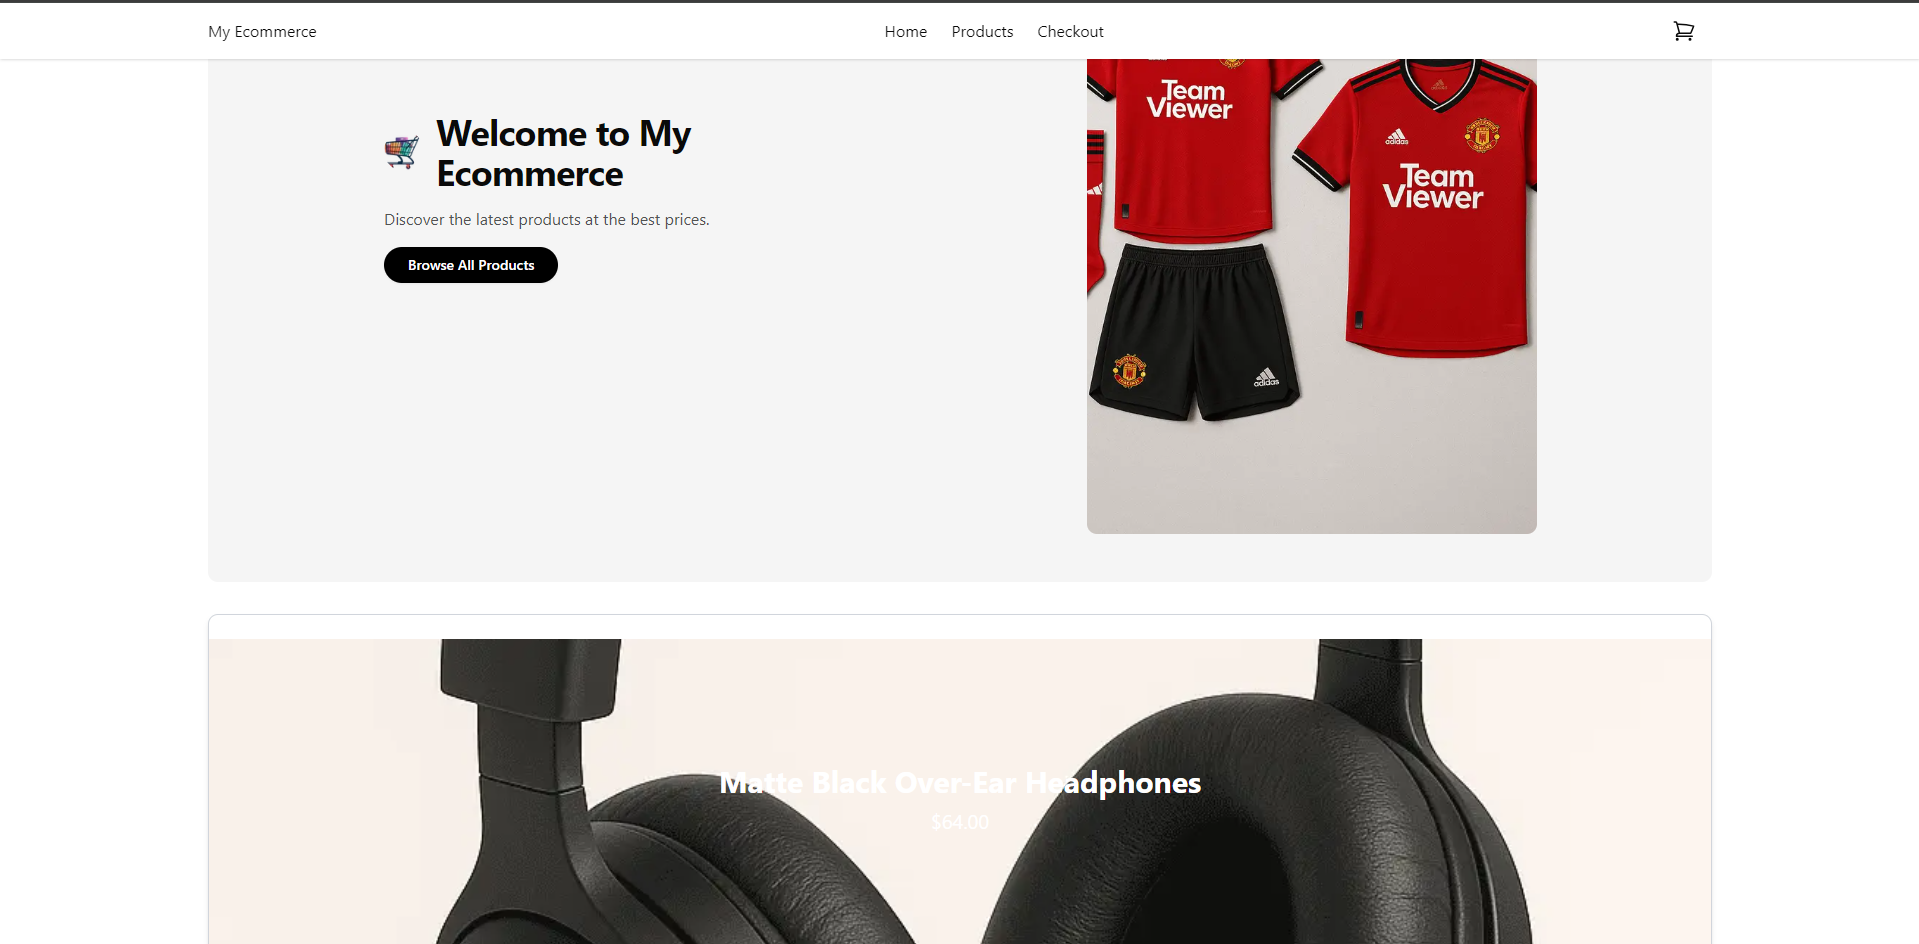 My Ecommerce
Home Products Checkout
Welcome to My
Ecommerce
Discover the latest products at the best prices.
Browse All Products
Team
Viewer
adidas
Team
Viewer
adidas
Matte Black Over-Ear Headphones
$64.00